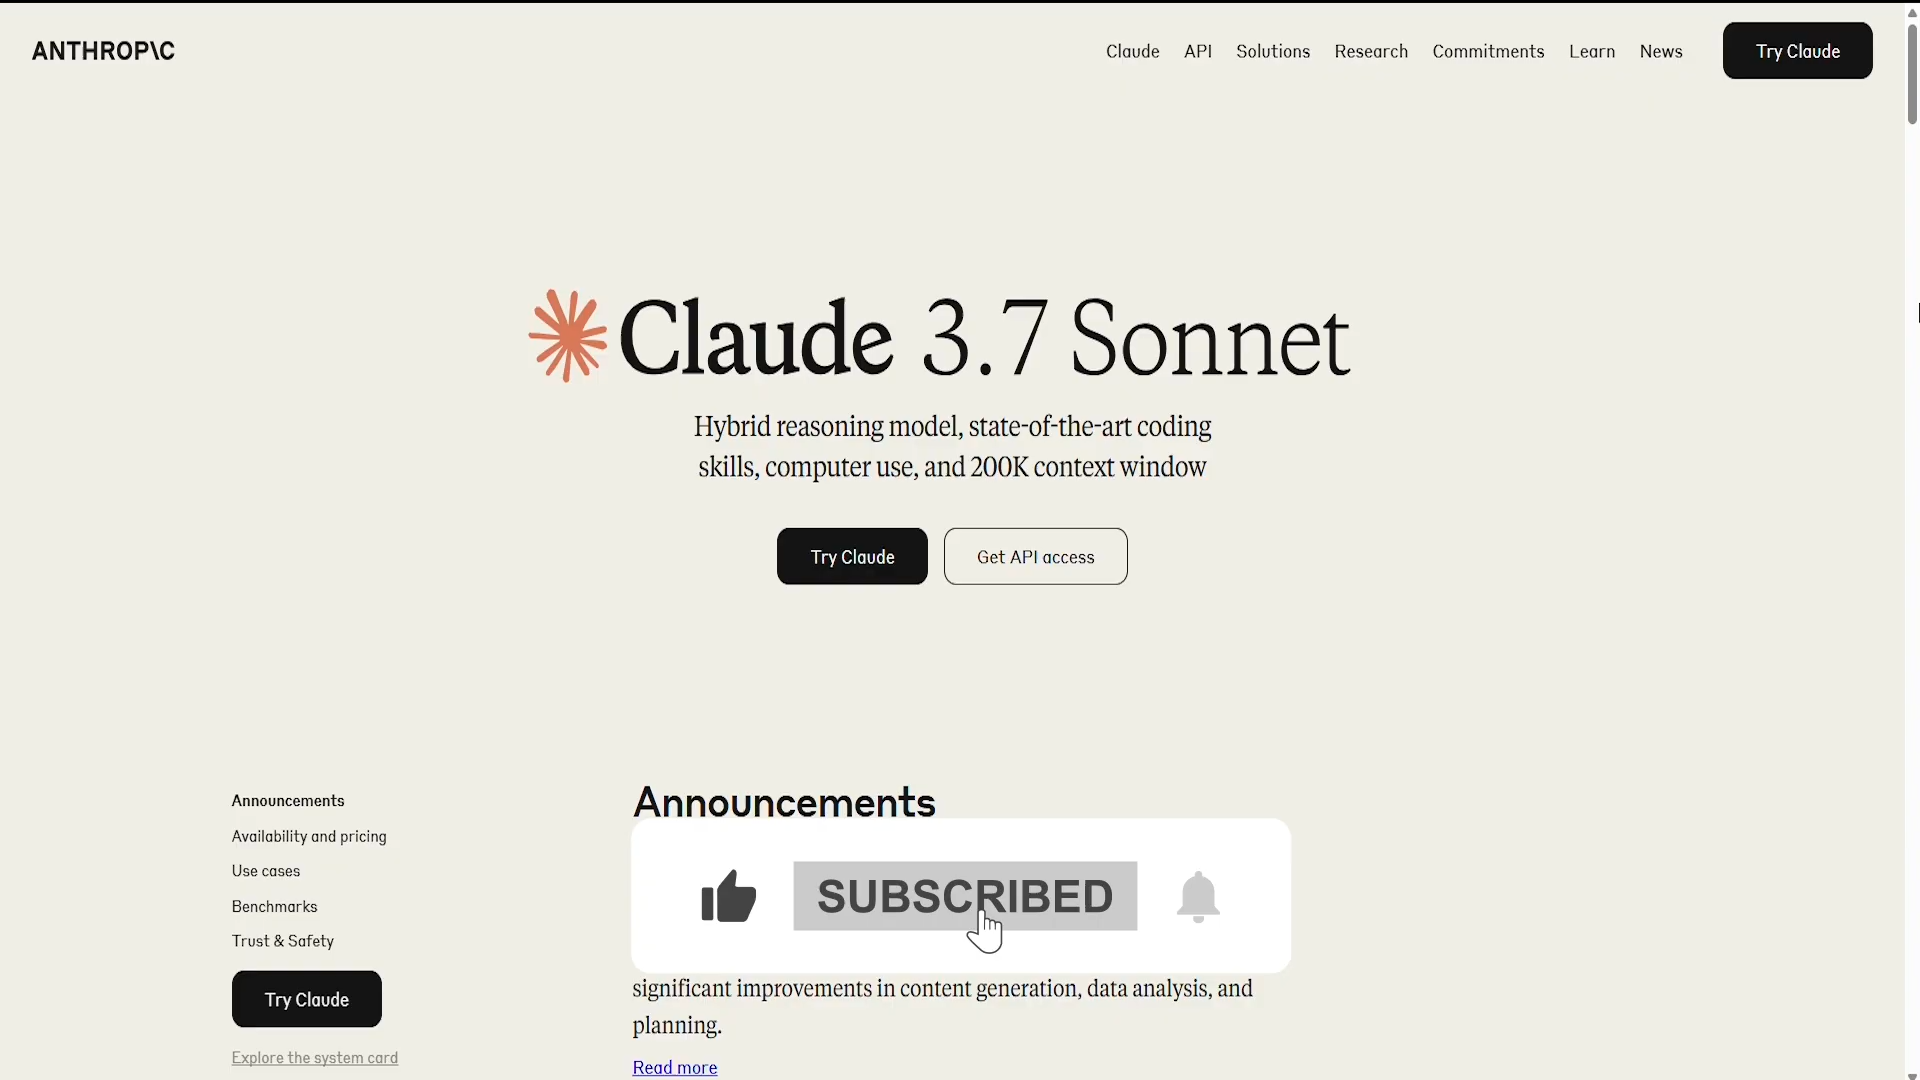 ANTHROP\C
Claude API Solutions Research Commitments Learn News Try Claude
Claude 3.7 Sonnet
Hybrid reasoning model, state-of-the-art coding
skills, computer use, and 200K context window
Try Claude Get API access
Announcements
Availability and pricing
Use cases
Benchmarks
Trust & Safety
Try Claude
Explore the system card
Announcements
SUBSCRIBED
significant improvements in content generation, data analysis, and
planning.
Read more